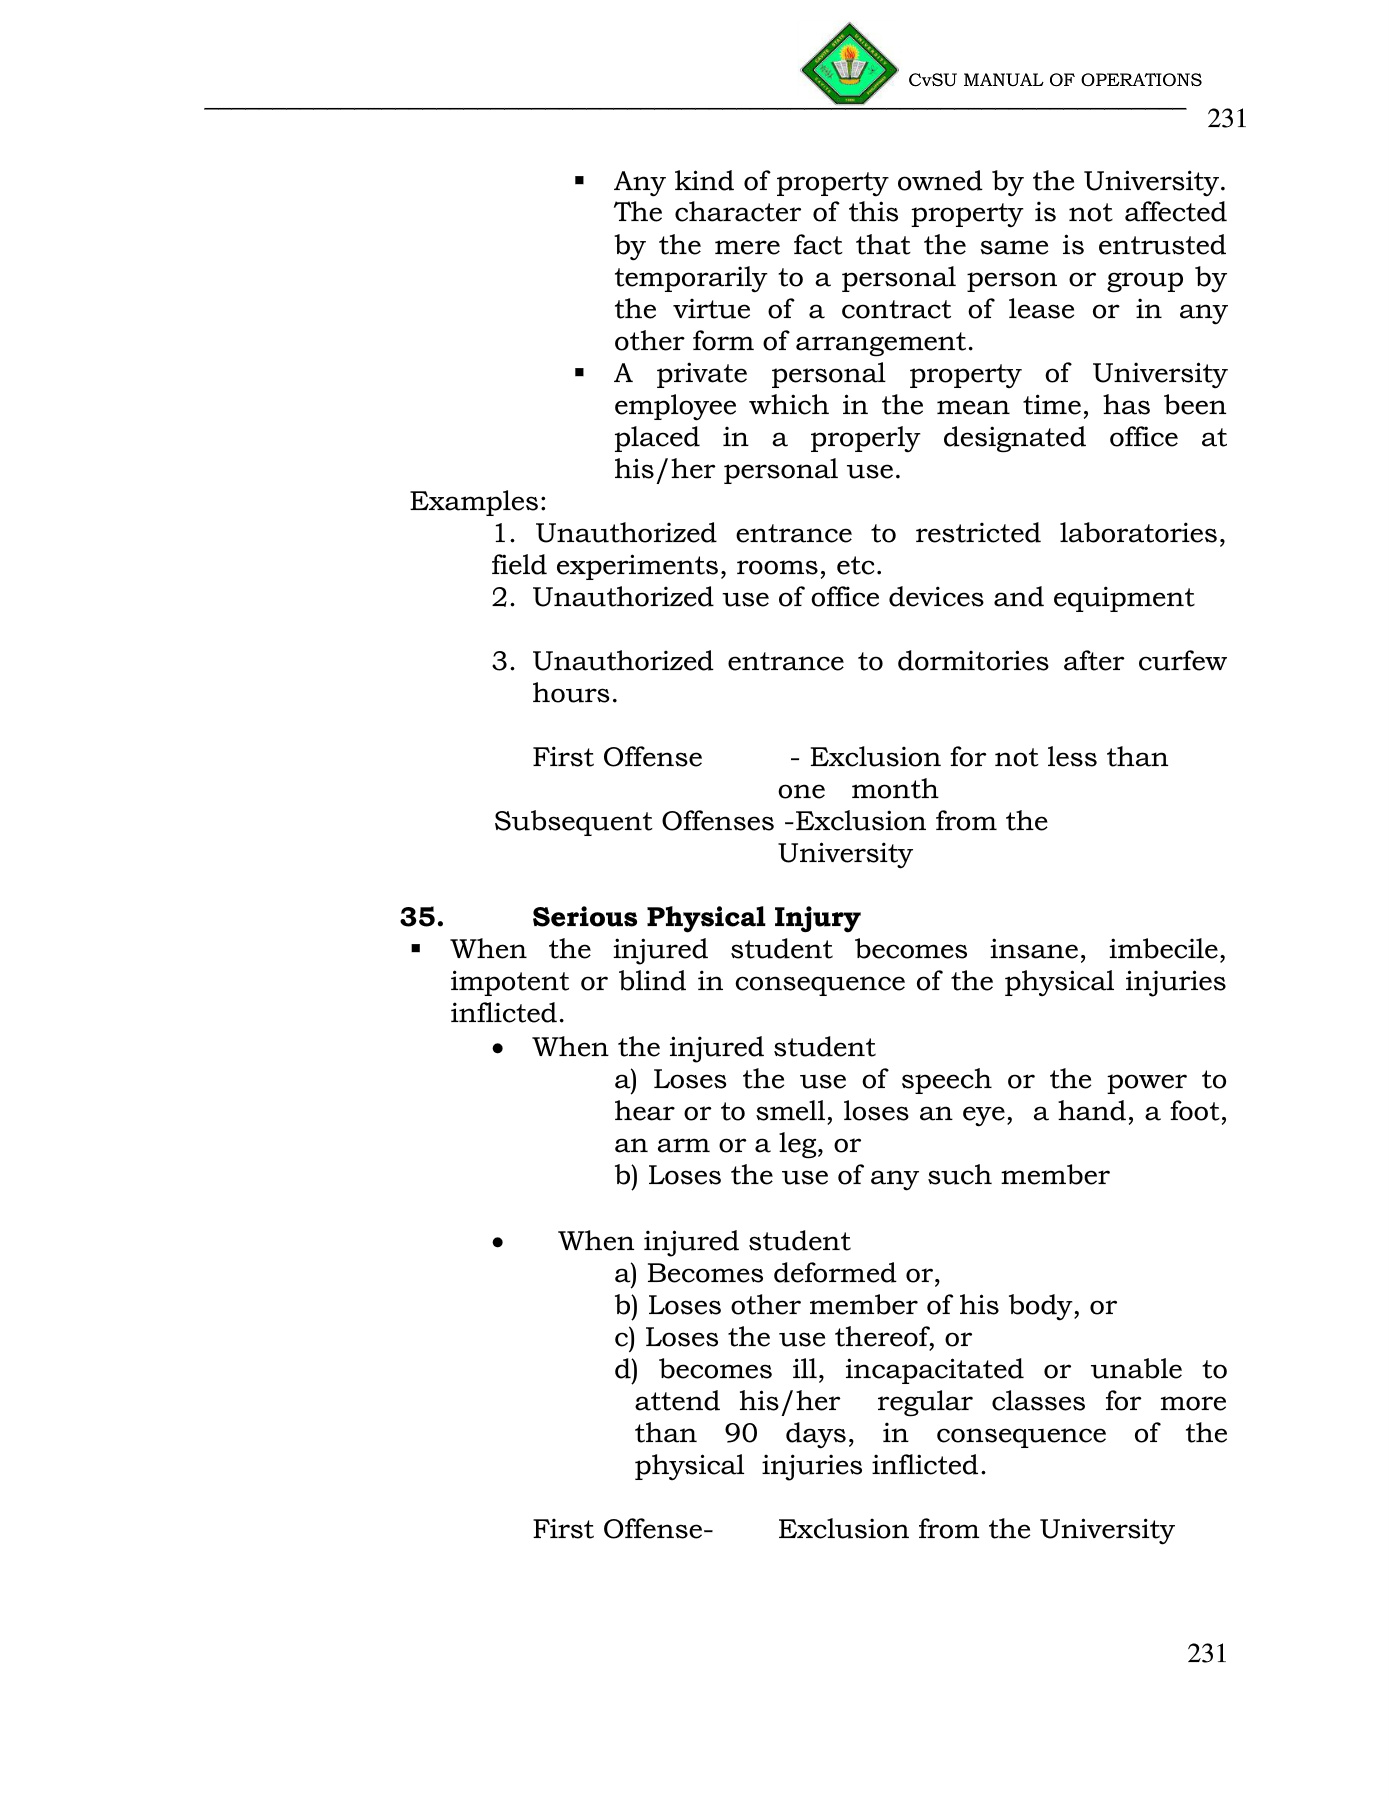 CvSU MANUAL OF OPERATIONS
231
▪ Any kind of property owned by the University.
The character of this property is not affected
by the mere fact that the same is entrusted
temporarily to a personal person or group by
the virtue of a contract of lease or in any
other form of arrangement.
▪ A private personal property of University
employee which in the mean time, has been
placed in a properly designated office at
his/her personal use.
Examples:
1. Unauthorized entrance to restricted laboratories,
field experiments, rooms, etc.
2. Unauthorized use of office devices and equipment
3. Unauthorized entrance to dormitories after curfew
hours.
First Offense - Exclusion for not less than
one month
Subsequent Offenses -Exclusion from the
University
35. Serious Physical Injury
▪ When the injured student becomes insane, imbecile,
impotent or blind in consequence of the physical injuries
inflicted.
• When the injured student
a) Loses the use of speech or the power to
hear or to smell, loses an eye, a hand, a foot,
an arm or a leg, or
b) Loses the use of any such member
• When injured student
a) Becomes deformed or,
b) Loses other member of his body, or
c) Loses the use thereof, or
d) becomes ill, incapacitated or unable to
attend his/her regular classes for more
than 90 days, in consequence of the
physical injuries inflicted.
First Offense- Exclusion from the University
231